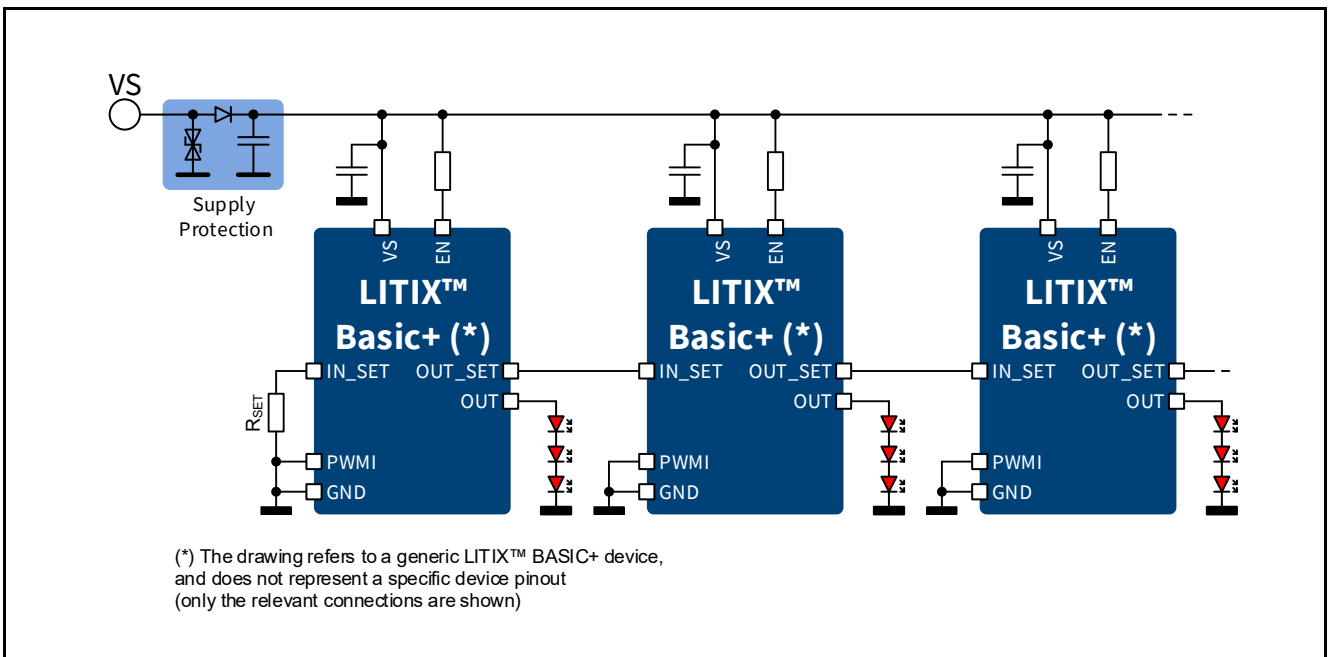 VS
Supply
Protection
VS
EN
LITIX™
Basic+ (*)
IN_SET
OUT_SET
OUT
RSET
PWMI
GND
VS
EN
LITIX™
Basic+ (*)
IN_SET
OUT_SET
OUT
PWMI
GND
VS
EN
LITIX™
Basic+ (*)
IN_SET
OUT_SET
OUT
PWMI
GND
(*) The drawing refers to a generic LITIX™ BASIC+ device,
and does not represent a specific device pinout
(only the relevant connections are shown)